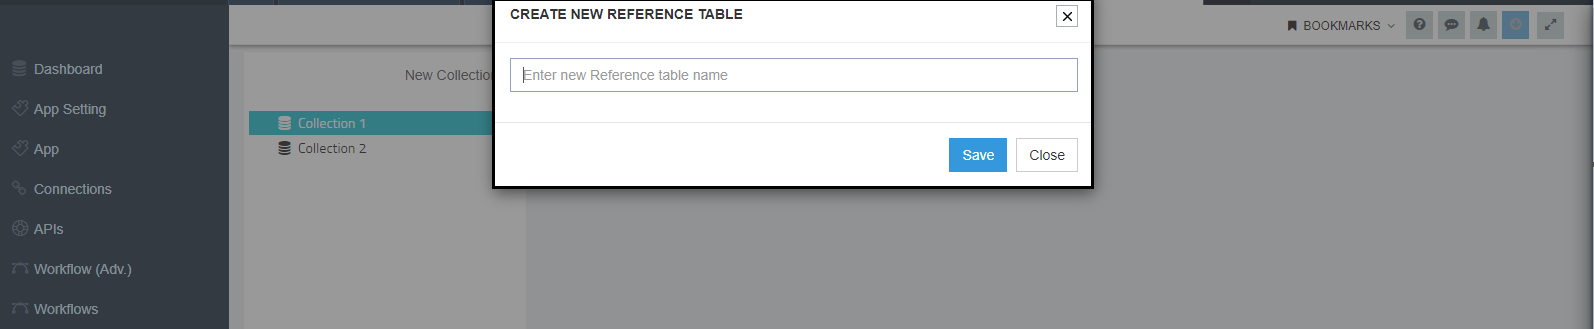 CREATE NEW REFERENCE TABLE
BOOKMARKS
Dashboard
App Setting
App
Connections
APIs
Workflow (Adv.)
Workflows
New Collectio
Collection 1
Collection 2
Enter new Reference table name
Save
Close